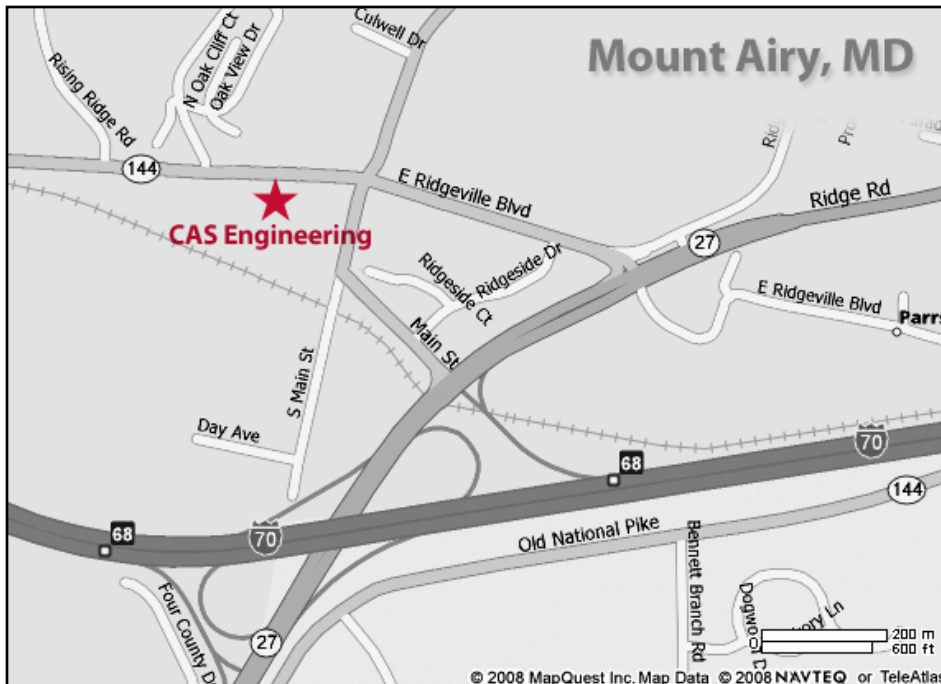 Culwell Dr
Mount Airy, MD
N Oak Cliff Ct
Oak View Dr
Rising Ridge Rd
144
E Ridgeville Blvd
Ridge Rd
CAS Engineering
27
Ridgeside Dr
Ridgeside Ct
E Ridgeville Blvd
Main St
S Main St
Day Ave
68
70
144
68
70
Old National Pike
Bennett Branch Rd
Four County D
27
200 m
0
600 ft
© 2008 MapQuest Inc. Map Data © 2008 NAVTEQ or TeleAtlas